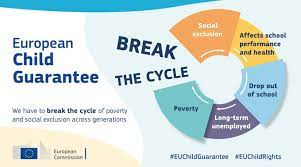 European
Child
Guarantee
We have to break the cycle of poverty
and social exclusion across generations
European
Commission
BREAK
THE CYCLE
Social
exclusion
Affects school
performance
and health
Drop out
of school
Long-term
unemployed
Poverty
#EUChildGuarantee #EUChildRights